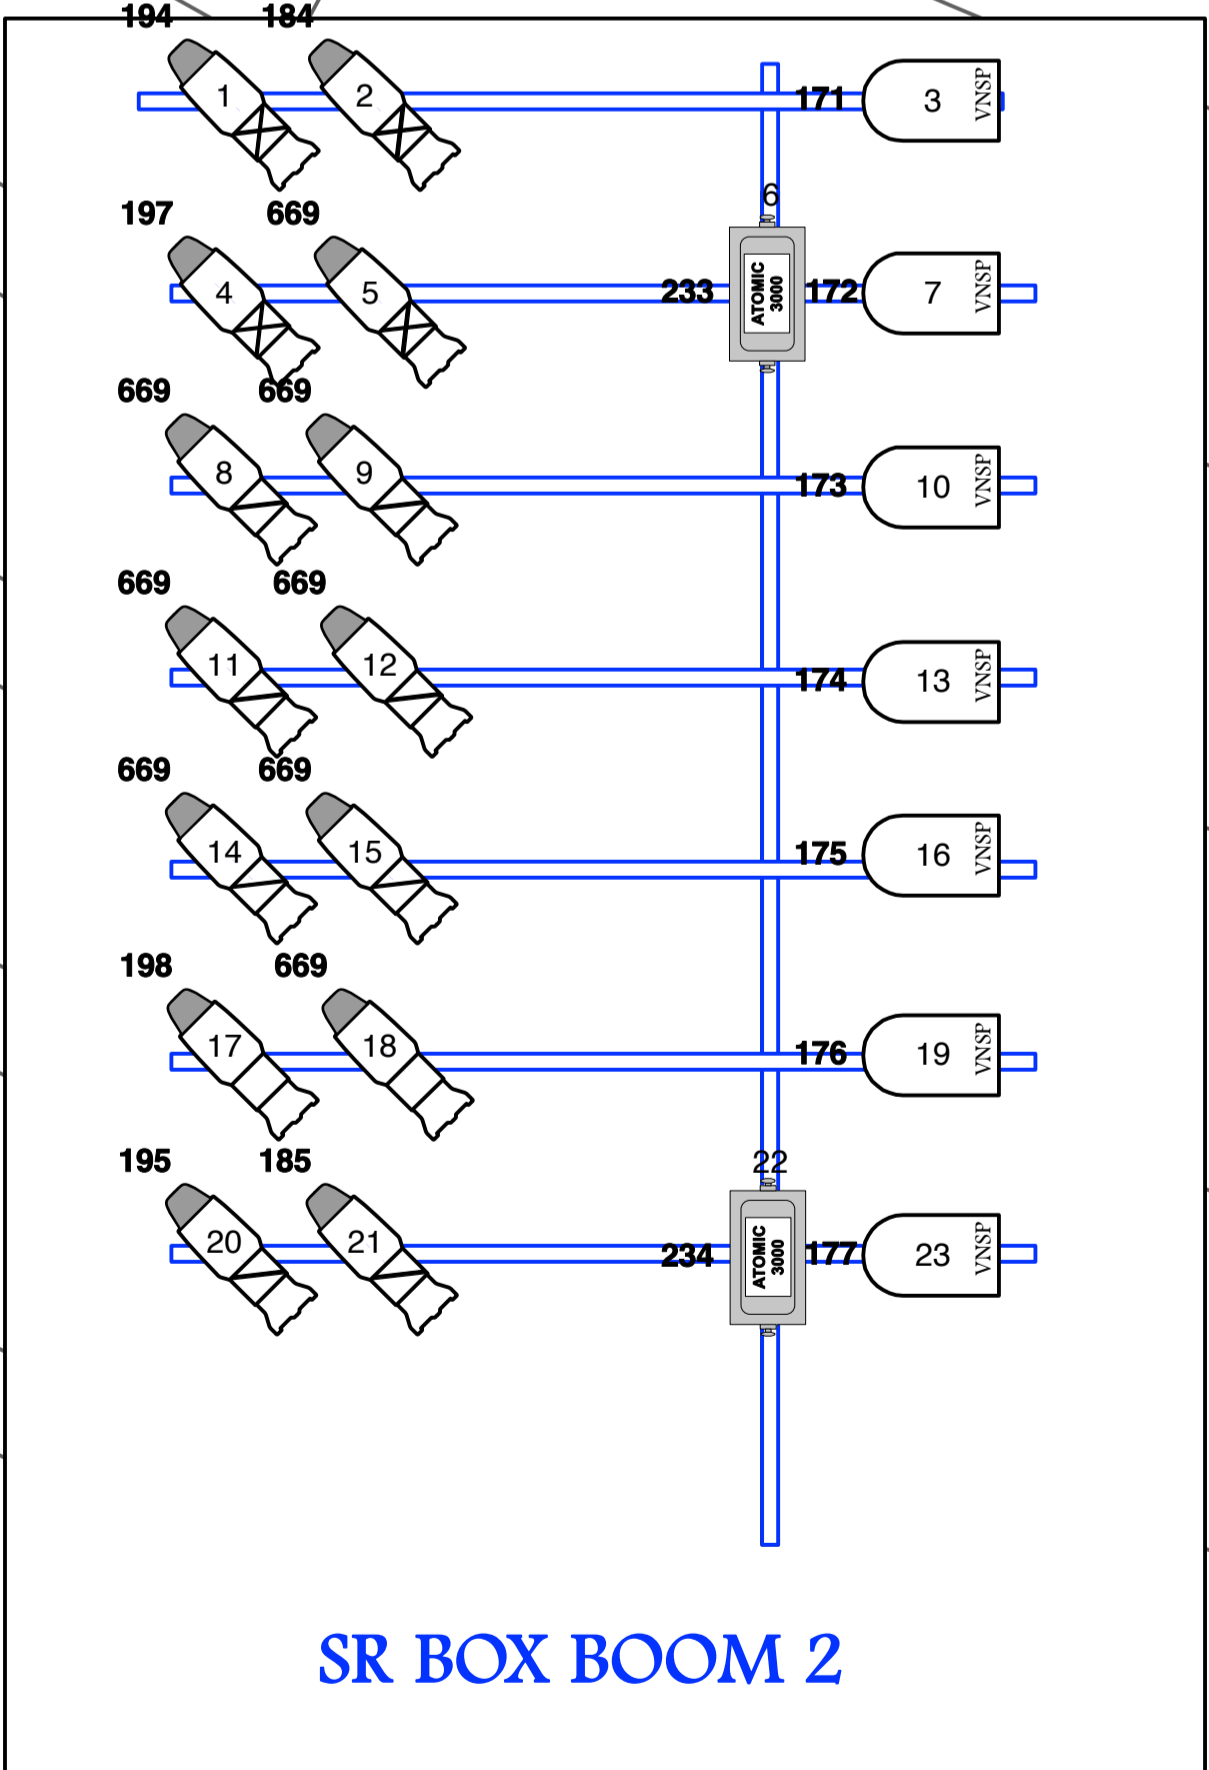 194 184
1 2 171 3 VNSP
6
197 669
4 5 233 ATOMIC 3000 172 7 VNSP
669 669
8 9 173 10 VNSP
669 669
11 12 174 13 VNSP
669 669
14 15 175 16 VNSP
198 669
17 18 176 19 VNSP
195 185 22
20 21 234 ATOMIC 3000 177 23 VNSP
SR BOX BOOM 2